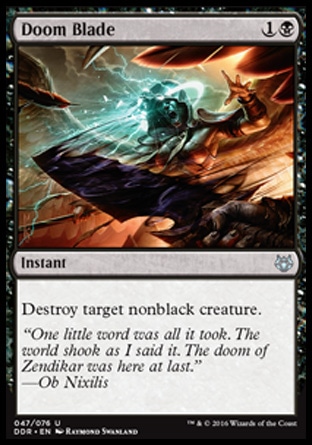 Doom Blade 1
Instant
Destroy target nonblack creature.
“One little word was all it took. The
world shook as I said it. The doom of
Zendikar was here at last.”
—Ob Nixilis
047/076 U
DDR • EN Raymond Swanland ™ & © 2016 Wizards of the Coast